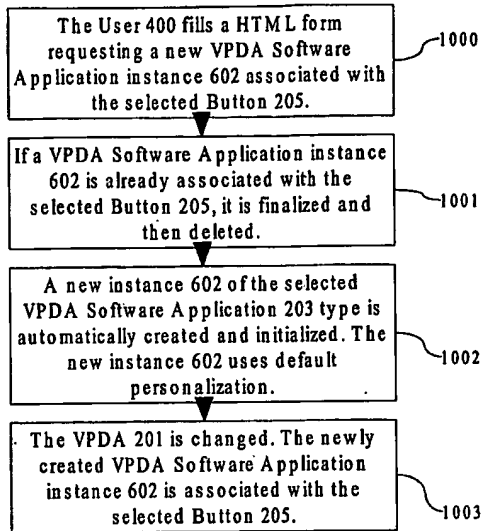 The User 400 fills a HTML form
requesting a new VPDA Software
Application instance 602 associated with
the selected Button 205.
1000
If a VPDA Software Application instance
602 is already associated with the
selected Button 205, it is finalized and
then deleted.
1001
A new instance 602 of the selected
VPDA Software Application 203 type is
automatically created and initialized. The
new instance 602 uses default
personalization.
1002
The VPDA 201 is changed. The newly
created VPDA Software Application
instance 602 is associated with the
selected Button 205.
1003